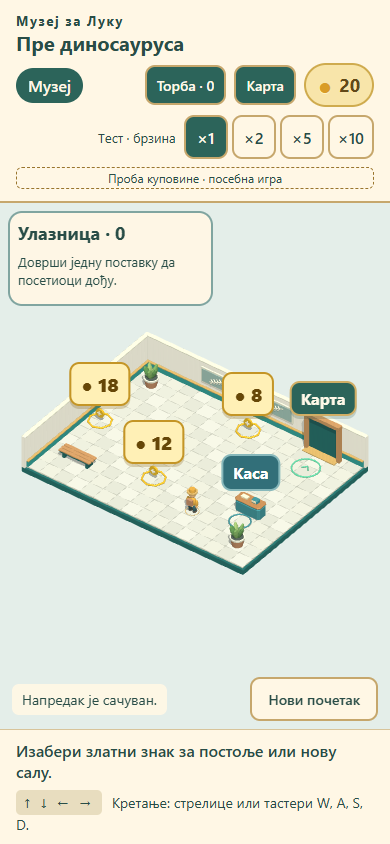 Музеј за Луку
Пре диносауруса
Музеј
Торба · 0
Карта
20
Тест · брзина
×1
×2
×5
×10
Проба куповине · посебна игра
Улазница · 0
Доврши једну поставку да
посетиоци дођу.
18
8
Карта
12
Каса
Напредак је сачуван.
Нови почетак
Изабери златни знак за постоље или нову
салу.
↑ ↓ ← → Кретање: стрелице или тастери W, A, S,
D.